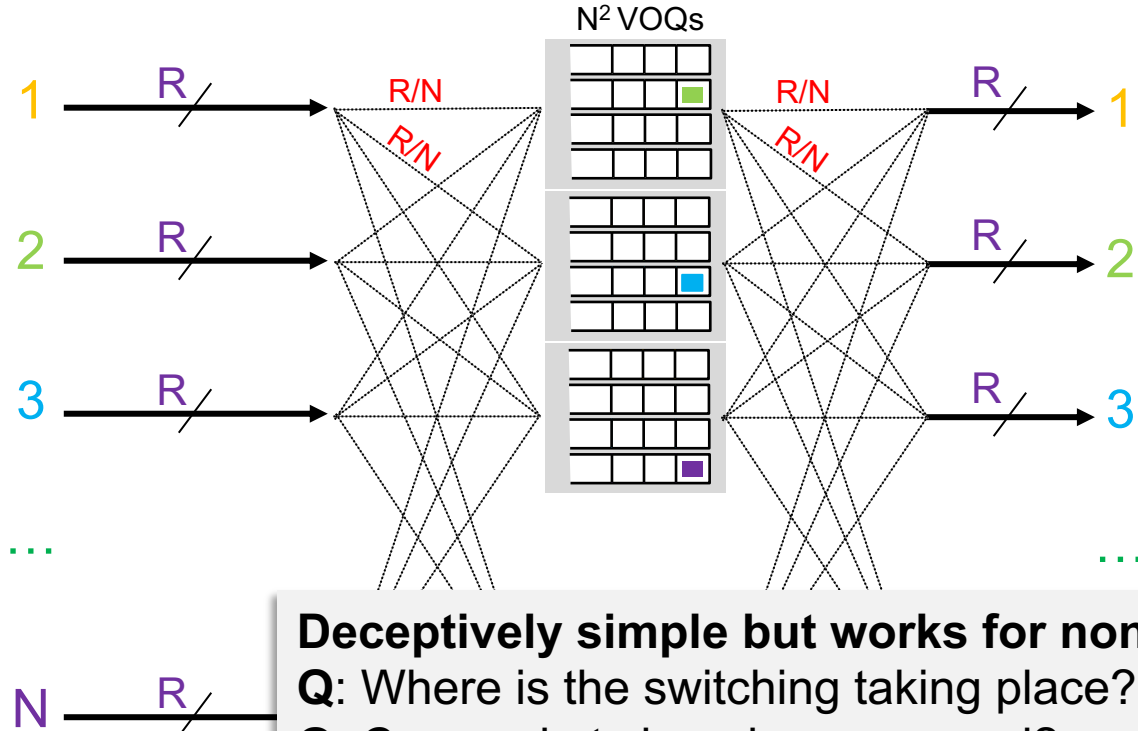 N² VOQs
1 R R/N R/N R 1
R/N R/N
2 R R 2
3 R R 3
... ...
Deceptively simple but works for non
N R Q: Where is the switching taking place?